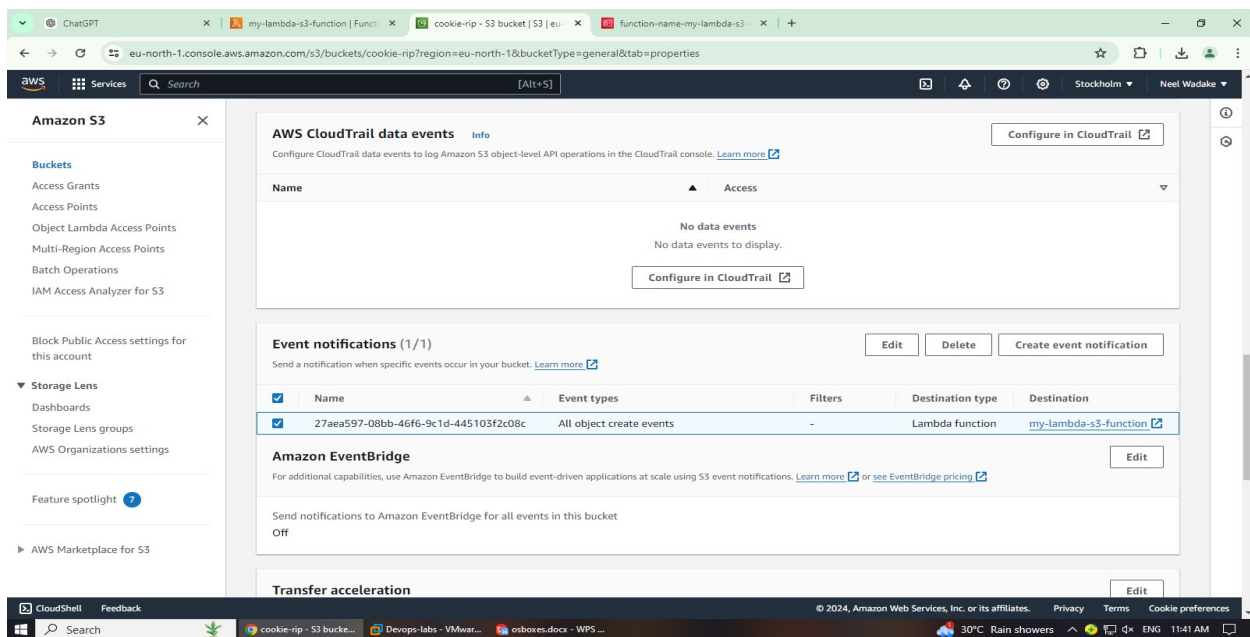 ChatGPT
my-lambda-s3-function | Funct
cookie-rip - S3 bucket | S3 | eu-
function-name-my-lambda-s3-
eu-north-1.console.aws.amazon.com/s3/buckets/cookie-rip?region=eu-north-1&bucketType=general&tab=properties
aws
Services
Search
[Alt+S]
Stockholm
Neel Wadake
Amazon S3
Buckets
Access Grants
Access Points
Object Lambda Access Points
Multi-Region Access Points
Batch Operations
IAM Access Analyzer for S3
Block Public Access settings for
this account
Storage Lens
Dashboards
Storage Lens groups
AWS Organizations settings
Feature spotlight 7
AWS Marketplace for S3
AWS CloudTrail data events Info
Configure in CloudTrail
Configure CloudTrail data events to log Amazon S3 object-level API operations in the CloudTrail console. Learn more
Name Access
No data events
No data events to display.
Configure in CloudTrail
Event notifications (1/1)
Edit Delete Create event notification
Send a notification when specific events occur in your bucket. Learn more
Name Event types Filters Destination type Destination
27aea597-08bb-46f6-9c1d-445103f2c08c All object create events - Lambda function my-lambda-s3-function
Amazon EventBridge
Edit
For additional capabilities, use Amazon EventBridge to build event-driven applications at scale using S3 event notifications. Learn more or see EventBridge pricing
Send notifications to Amazon EventBridge for all events in this bucket
Off
Transfer acceleration
Edit
CloudShell Feedback © 2024, Amazon Web Services, Inc. or its affiliates. Privacy Terms Cookie preferences
Search cookie-rip - S3 bucke... Devops-labs - VMwar... osboxes.docx - WPS ... 30°C Rain showers ENG 11:41 AM